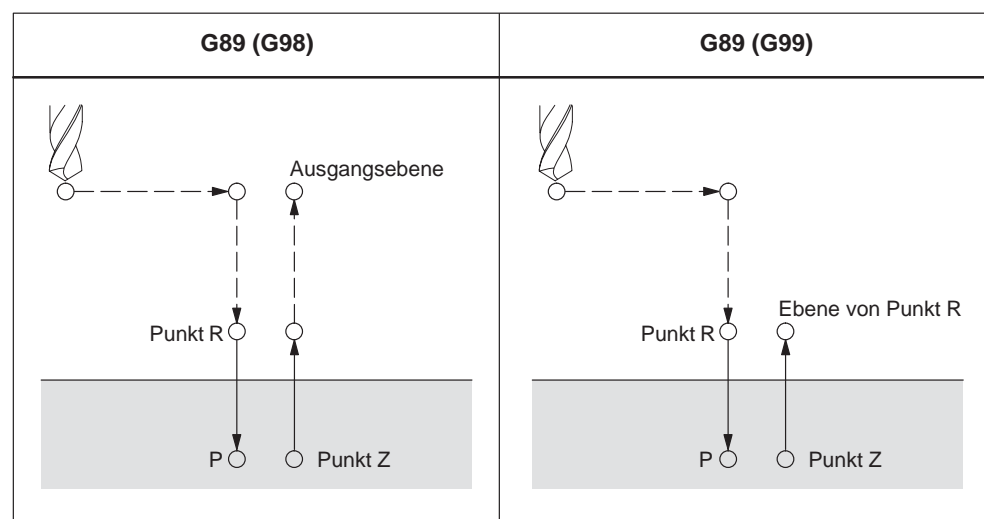 G89 (G98)
Ausgangsebene
Punkt R
P
Punkt Z
G89 (G99)
Ebene von Punkt R
Punkt R
P
Punkt Z